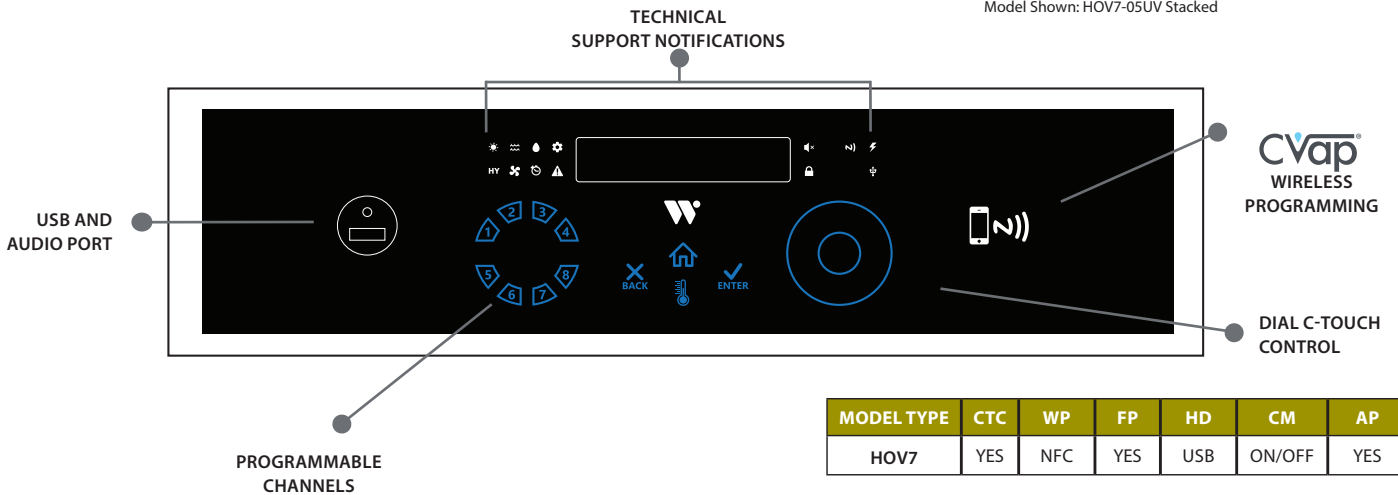 Model Shown: HOV7-05UV Stacked
TECHNICAL
SUPPORT NOTIFICATIONS
HY
CVap®
WIRELESS
PROGRAMMING
USB AND
AUDIO PORT
1 2 3 4
5 6 7 8
BACK
ENTER
DIAL C-TOUCH
CONTROL
PROGRAMMABLE
CHANNELS
MODEL TYPE CTC WP FP HD CM AP
HOV7 YES NFC YES USB ON/OFF YES